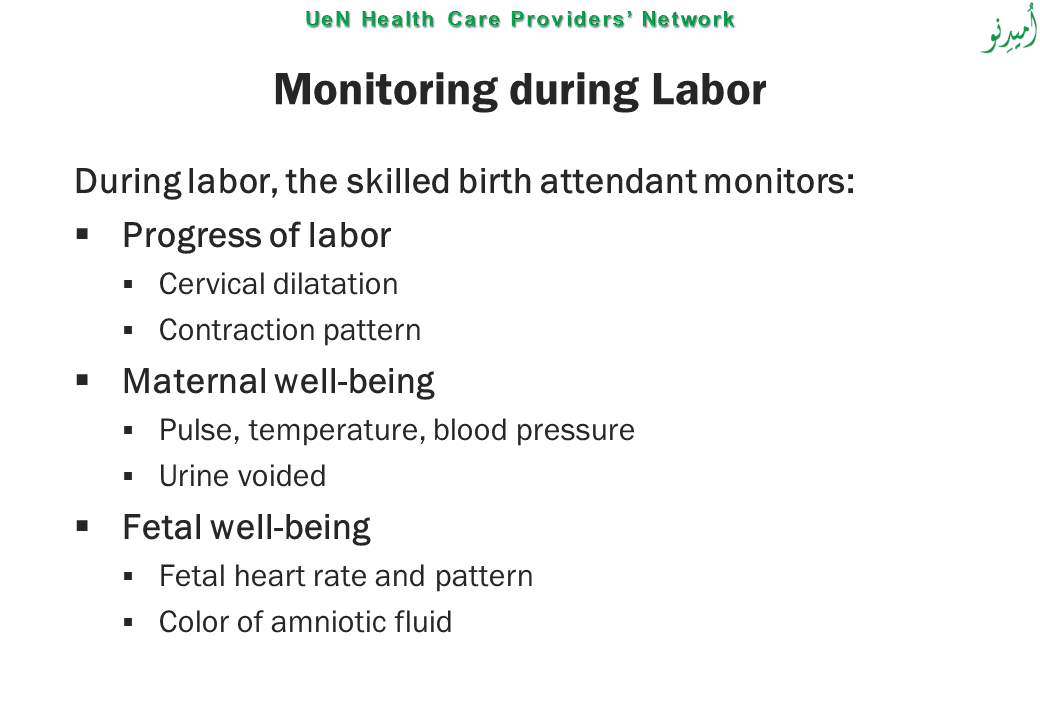 UeN Health Care Providers’ Network
اُمیدِنو
Monitoring during Labor
During labor, the skilled birth attendant monitors:
▪ Progress of labor
▪ Cervical dilatation
▪ Contraction pattern
▪ Maternal well-being
▪ Pulse, temperature, blood pressure
▪ Urine voided
▪ Fetal well-being
▪ Fetal heart rate and pattern
▪ Color of amniotic fluid